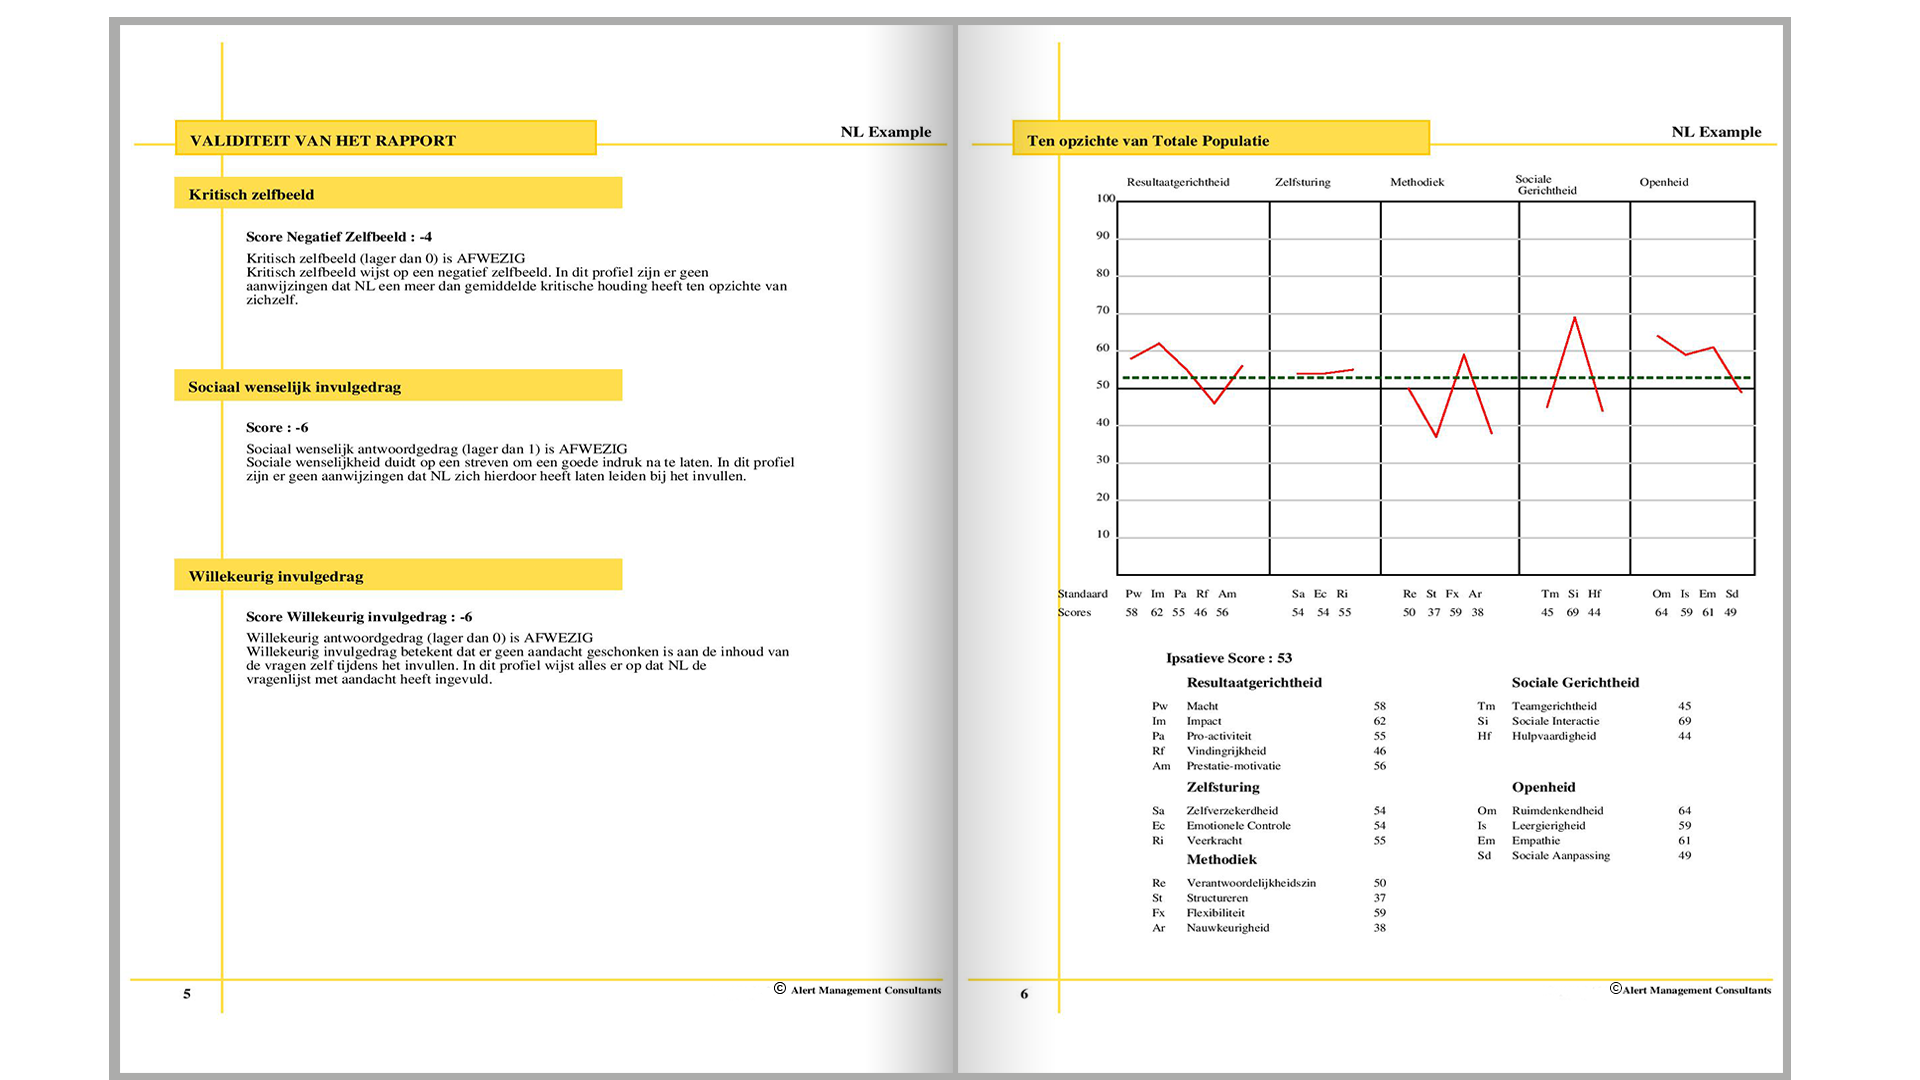 VALIDITEIT VAN HET RAPPORT
NL Example
Kritisch zelfbeeld
Score Negatief Zelfbeeld : -4
Kritisch zelfbeeld (lager dan 0) is AFWEZIG
Kritisch zelfbeeld wijst op een negatief zelfbeeld. In dit profiel zijn er geen
aanwijzingen dat NL een meer dan gemiddelde kritische houding heeft ten opzichte van
zichzelf.
Sociaal wenselijk invulgedrag
Score : -6
Sociaal wenselijk antwoordgedrag (lager dan 1) is AFWEZIG
Sociale wenselijkheid duidt op een streven om een goede indruk na te laten. In dit profiel
zijn er geen aanwijzingen dat NL zich hierdoor heeft laten leiden bij het invullen.
Willekeurig invulgedrag
Score Willekeurig invulgedrag : -6
Willekeurig antwoordgedrag (lager dan 0) is AFWEZIG
Willekeurig invulgedrag betekent dat er geen aandacht geschonken is aan de inhoud van
de vragen zelf tijdens het invullen. In dit profiel wijst alles er op dat NL de
vragenlijst met aandacht heeft ingevuld.
5
© Alert Management Consultants
Ten opzichte van Totale Populatie
NL Example
Resultaatgerichtheid Zelfsturing Methodiek Sociale Gerichtheid Openheid
100
90
80
70
60
50
40
30
20
10
Standaard Pw Im Pa Rf Am Sa Ec Ri Re St Fx Ar Tm Si Hf Om Is Em Sd
Scores 58 62 55 46 56 54 54 55 50 37 59 38 45 69 44 64 59 61 49
Ipsatieve Score : 53
Resultaatgerichtheid
Pw Macht 58
Im Impact 62
Pa Pro-activiteit 55
Rf Vindingrijkheid 46
Am Prestatie-motivatie 56
Zelfsturing
Sa Zelfverzekerdheid 54
Ec Emotionele Controle 54
Ri Veerkracht 55
Methodiek
Re Verantwoordelijkheidszin 50
St Structureren 37
Fx Flexibiliteit 59
Ar Nauwkeurigheid 38
Sociale Gerichtheid
Tm Teamgerichtheid 45
Si Sociale Interactie 69
Hf Hulpvaardigheid 44
Openheid
Om Ruimdenkendheid 64
Is Leergierigheid 59
Em Empathie 61
Sd Sociale Aanpassing 49
6
©Alert Management Consultants